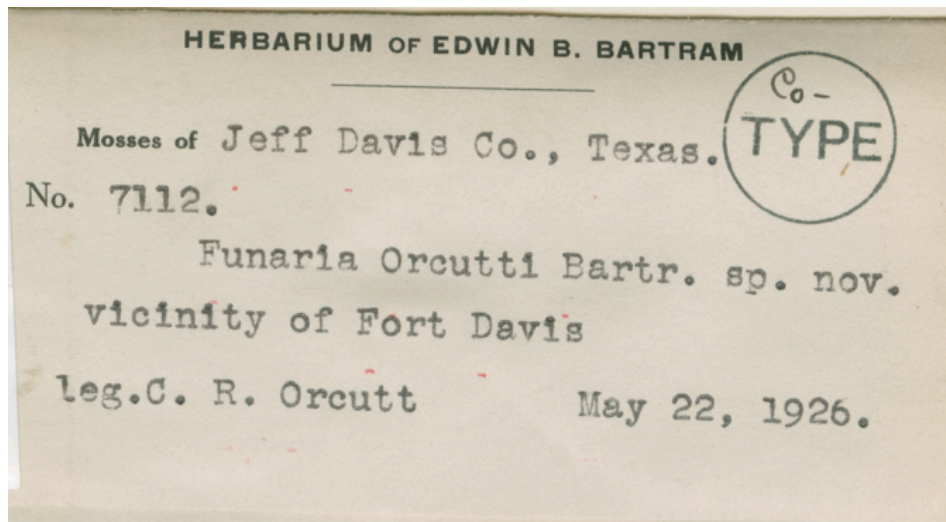 HERBARIUM OF EDWIN B. BARTRAM
Co-
TYPE
Mosses of Jeff Davis Co., Texas.
No. 7112.
Funaria Orcutti Bartr. sp. nov.
vicinity of Fort Davis
leg.C. R. Orcutt May 22, 1926.